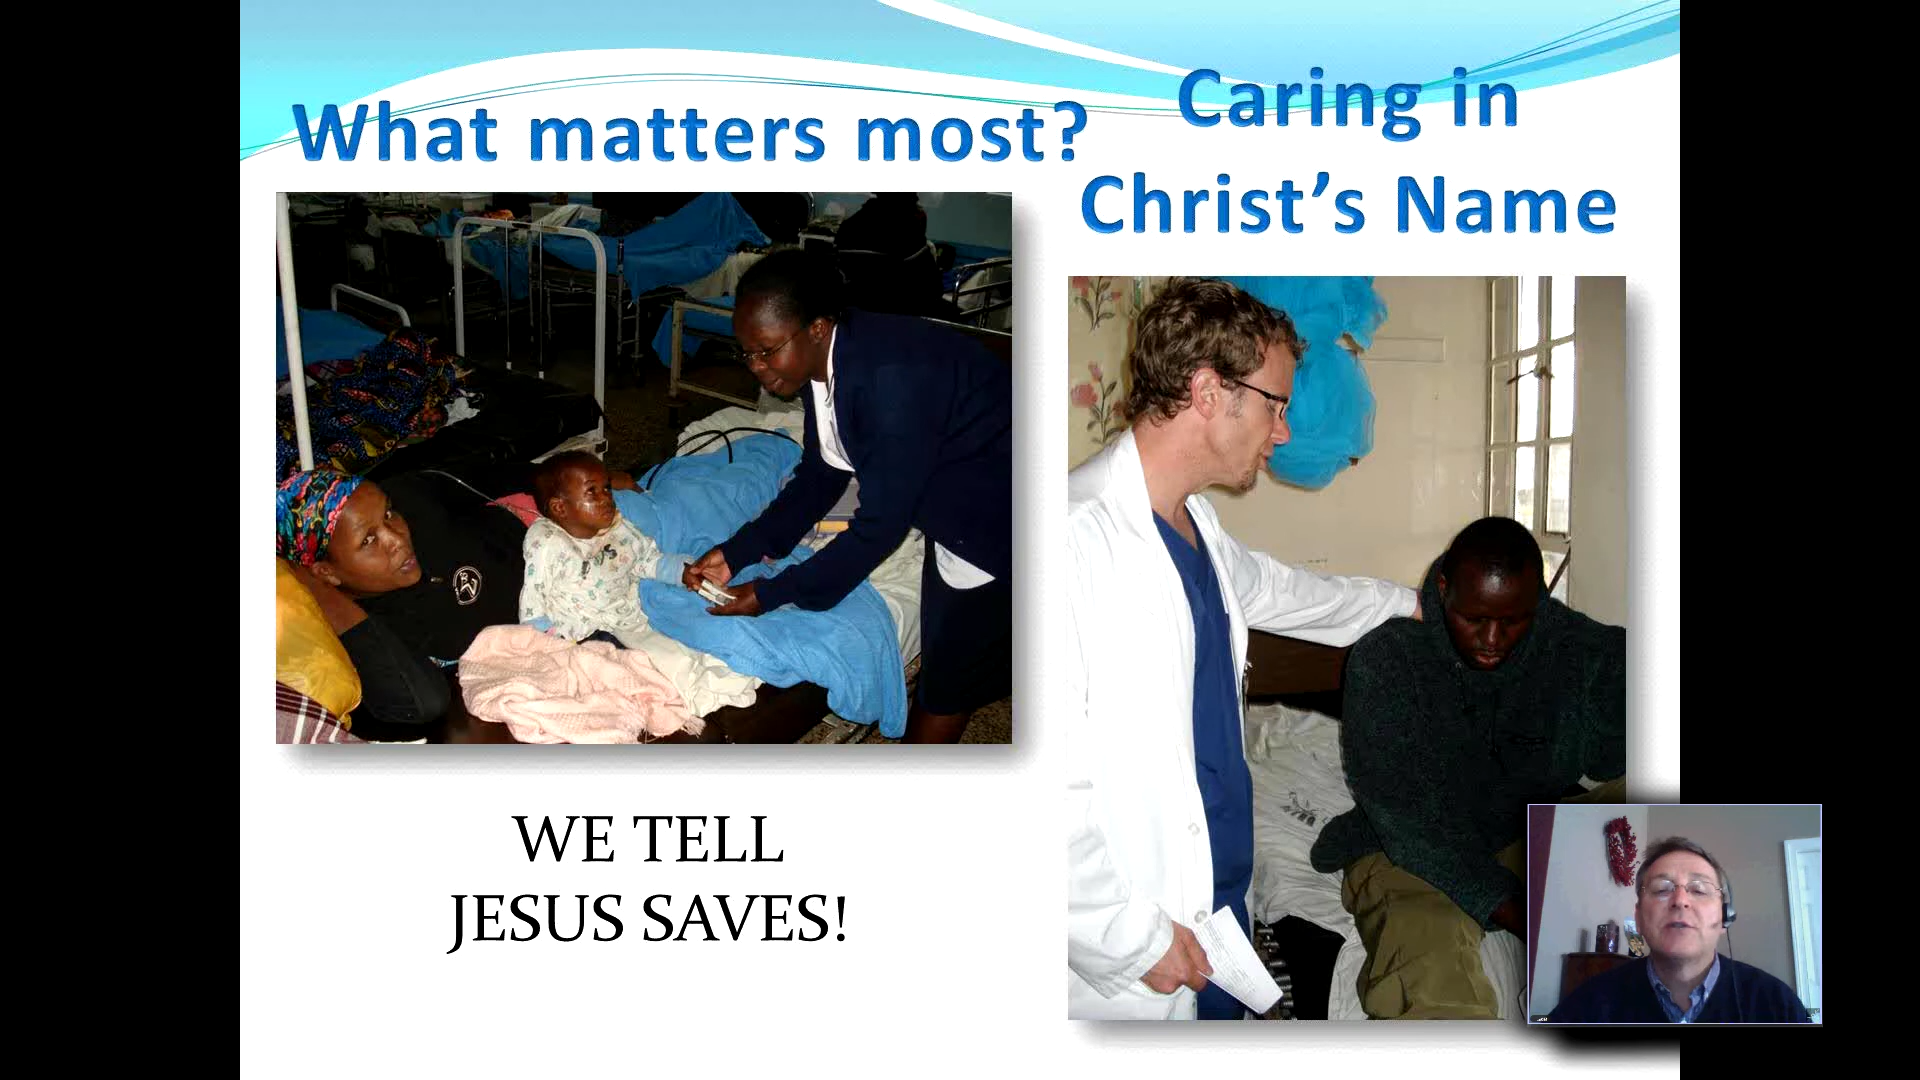 What matters most?
Caring in
Christ's Name
WE TELL
JESUS SAVES!